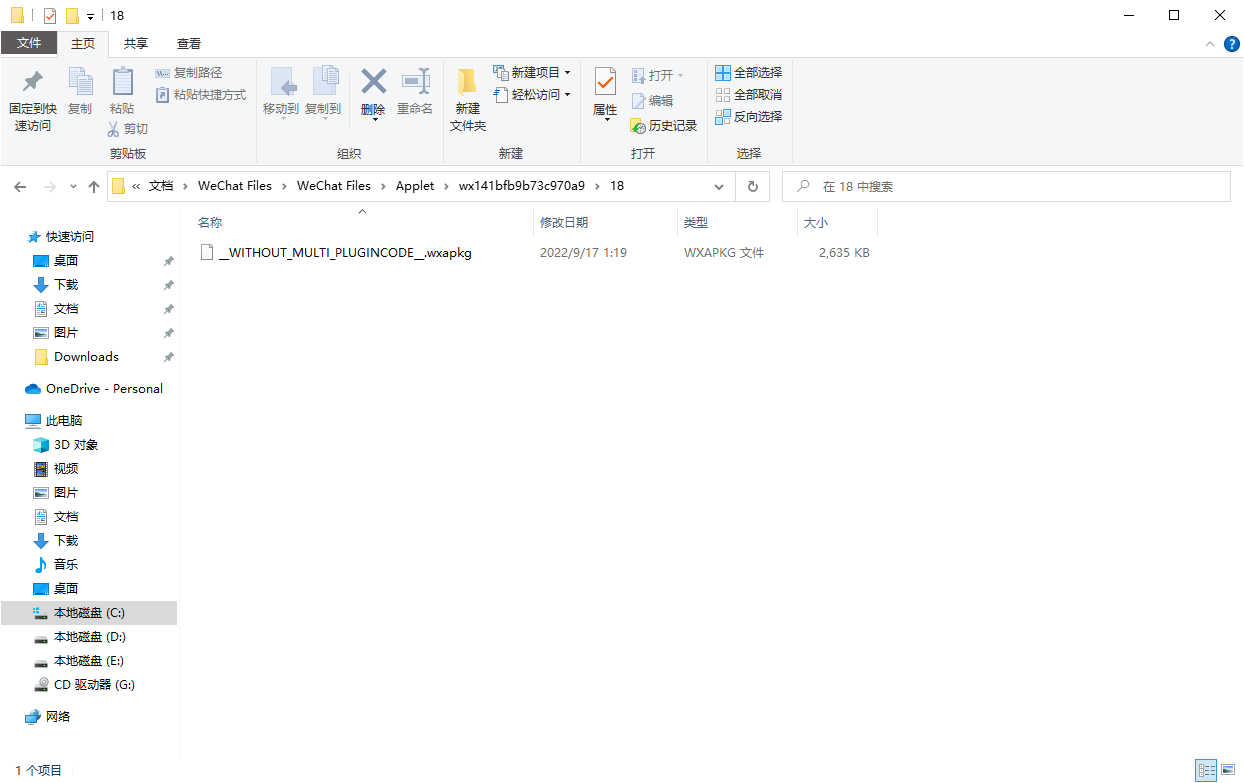 18
文件 主页 共享 查看
固定到快速访问
复制
粘贴
复制路径
粘贴快捷方式
剪切
剪贴板
移动到
复制到
删除
重命名
组织
新建文件夹
新建项目
轻松访问
新建
属性
打开
编辑
历史记录
打开
全部选择
全部取消
反向选择
选择
« 文档 › WeChat Files › WeChat Files › Applet › wx141bfb9b73c970a9 › 18
在 18 中搜索
名称 修改日期 类型 大小
__WITHOUT_MULTI_PLUGINCODE__.wxapkg 2022/9/17 1:19 WXAPKG 文件 2,635 KB
快速访问
桌面
下载
文档
图片
Downloads
OneDrive - Personal
此电脑
3D 对象
视频
图片
文档
下载
音乐
桌面
本地磁盘 (C:)
本地磁盘 (D:)
本地磁盘 (E:)
CD 驱动器 (G:)
网络
1 个项目